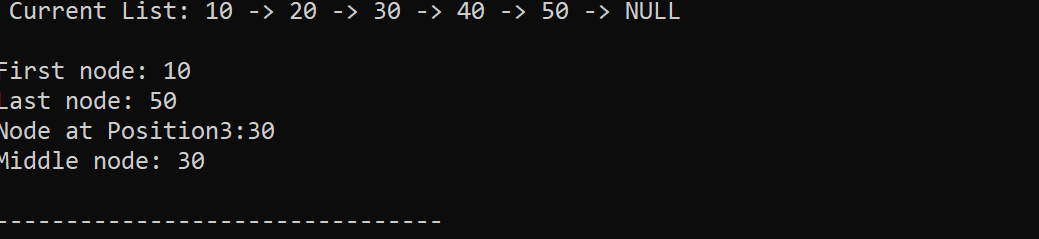 Current List: 10 -> 20 -> 30 -> 40 -> 50 -> NULL
First node: 10
Last node: 50
Node at Position3:30
Middle node: 30
--------------------------------